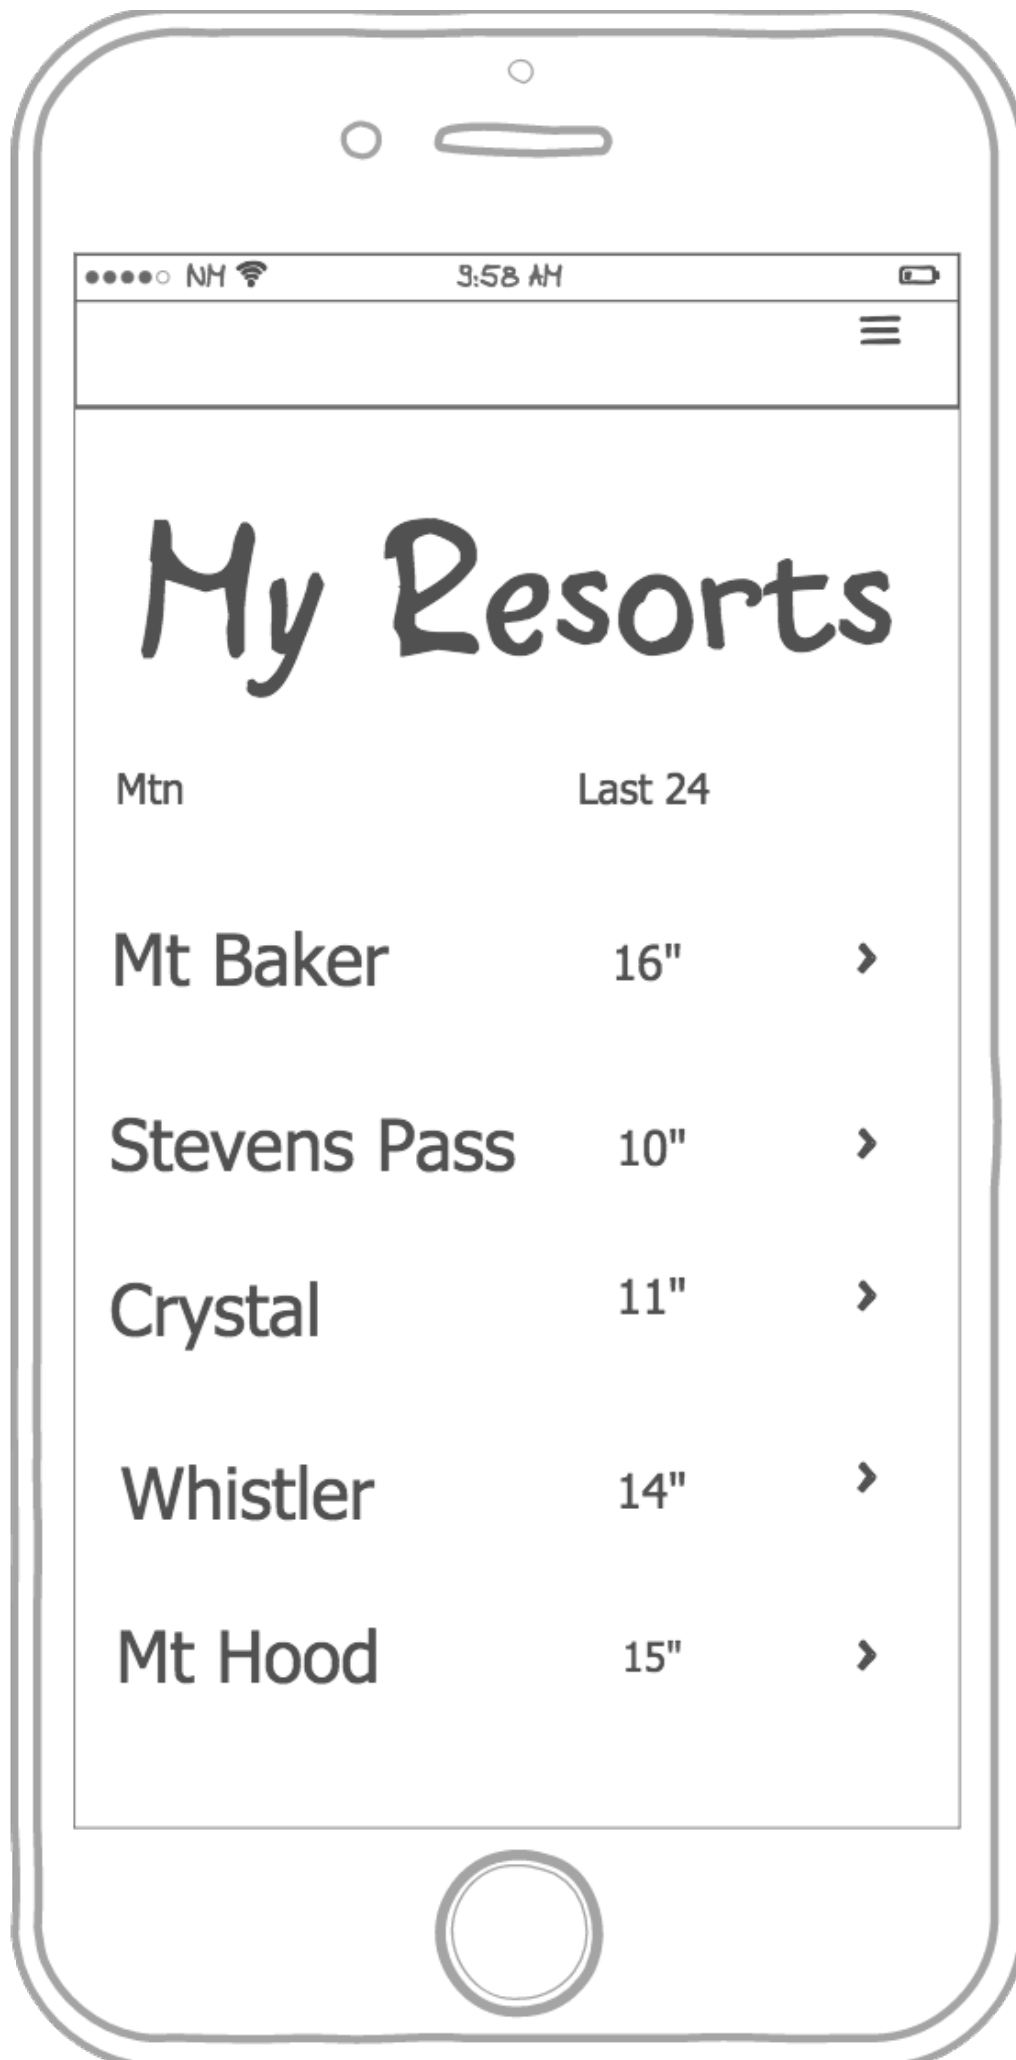 NM 9:58 AM
My Resorts
Mtn Last 24
Mt Baker 16"
Stevens Pass 10"
Crystal 11"
Whistler 14"
Mt Hood 15"